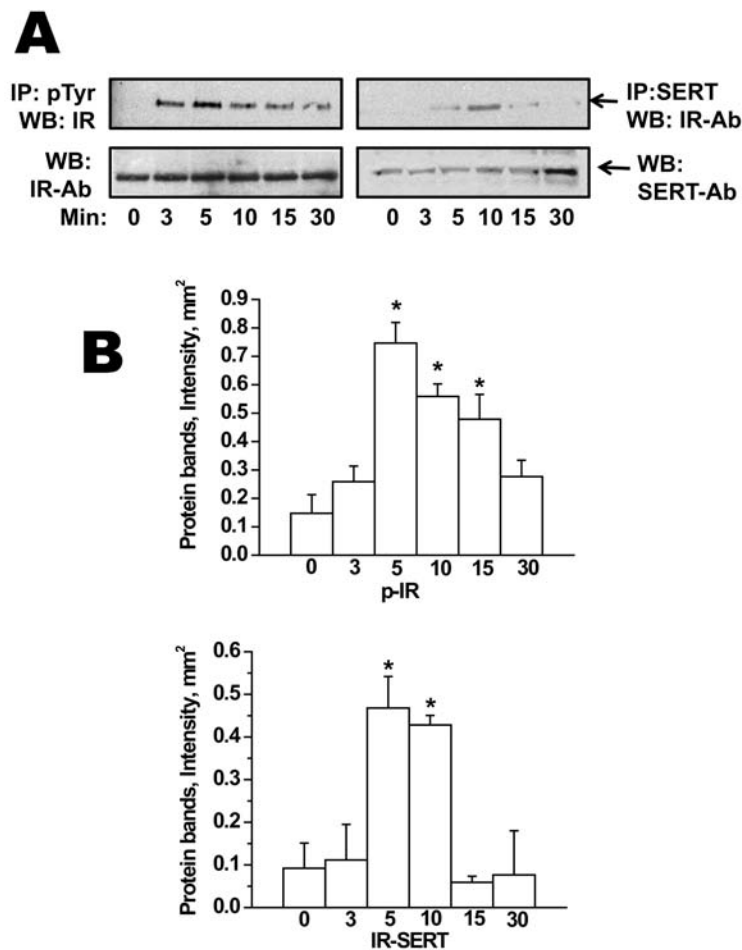 A
IP: pTyr
WB: IR
IP:SERT
WB: IR-Ab
WB:
IR-Ab
WB:
SERT-Ab
Min: 0 3 5 10 15 30
0 3 5 10 15 30
B
Protein bands, Intensity, mm²
0.9
0.8
0.7
0.6
0.5
0.4
0.3
0.2
0.1
0.0
* * *
0 3 5 10 15 30
p-IR
Protein bands, Intensity, mm²
0.6
0.5
0.4
0.3
0.2
0.1
0.0
* *
0 3 5 10 15 30
IR-SERT